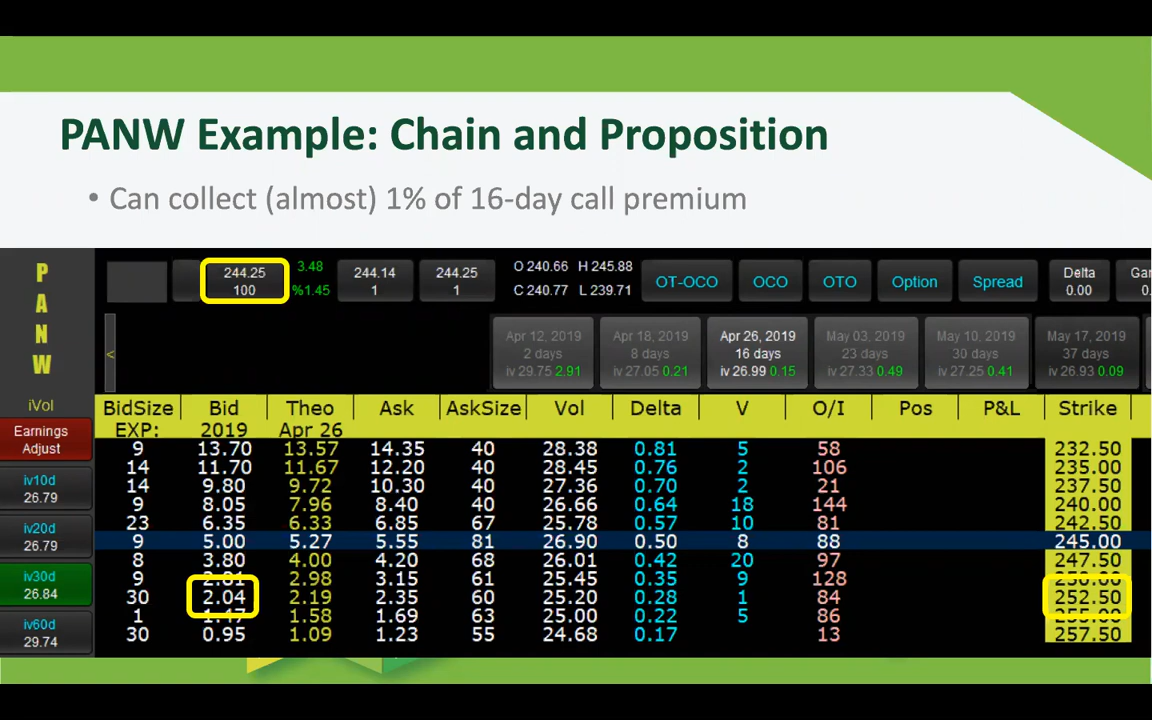 PANW Example: Chain and Proposition
• Can collect (almost) 1% of 16-day call premium
P
A
N
W
244.25
100
3.48
%1.45
244.14
1
244.25
1
O 240.66 H 245.88
C 240.77 L 239.71
OT-OCO
OCO
OTO
Option
Spread
Delta
0.00
<
Apr 12, 2019
2 days
iv 29.75 2.91
Apr 18, 2019
8 days
iv 27.05 0.21
Apr 26, 2019
16 days
iv 26.99 0.15
May 03, 2019
23 days
iv 27.33 0.49
May 10, 2019
30 days
iv 27.25 0.41
May 17, 2019
37 days
iv 26.93 0.09
iVol
Earnings
Adjust
iv10d
26.79
iv20d
26.79
iv30d
26.84
iv60d
29.74
BidSize Bid Theo Ask AskSize Vol Delta V O/I Pos P&L Strike
EXP: 2019 Apr 26
9 13.70 13.57 14.35 40 28.38 0.81 5 58 232.50
14 11.70 11.67 12.20 40 28.45 0.76 2 106 235.00
14 9.80 9.72 10.30 40 27.36 0.70 2 21 237.50
9 8.05 7.96 8.40 40 26.66 0.64 18 144 240.00
23 6.35 6.33 6.85 67 25.78 0.57 10 81 242.50
9 5.00 5.27 5.55 81 26.90 0.50 8 88 245.00
8 3.80 4.00 4.20 68 26.01 0.42 20 97 247.50
9 2.98 3.15 61 25.45 0.35 9 128
30 2.04 2.19 2.35 60 25.20 0.28 1 84 252.50
1 1.58 1.69 63 25.00 0.22 5 86
30 0.95 1.09 1.23 55 24.68 0.17 13 257.50